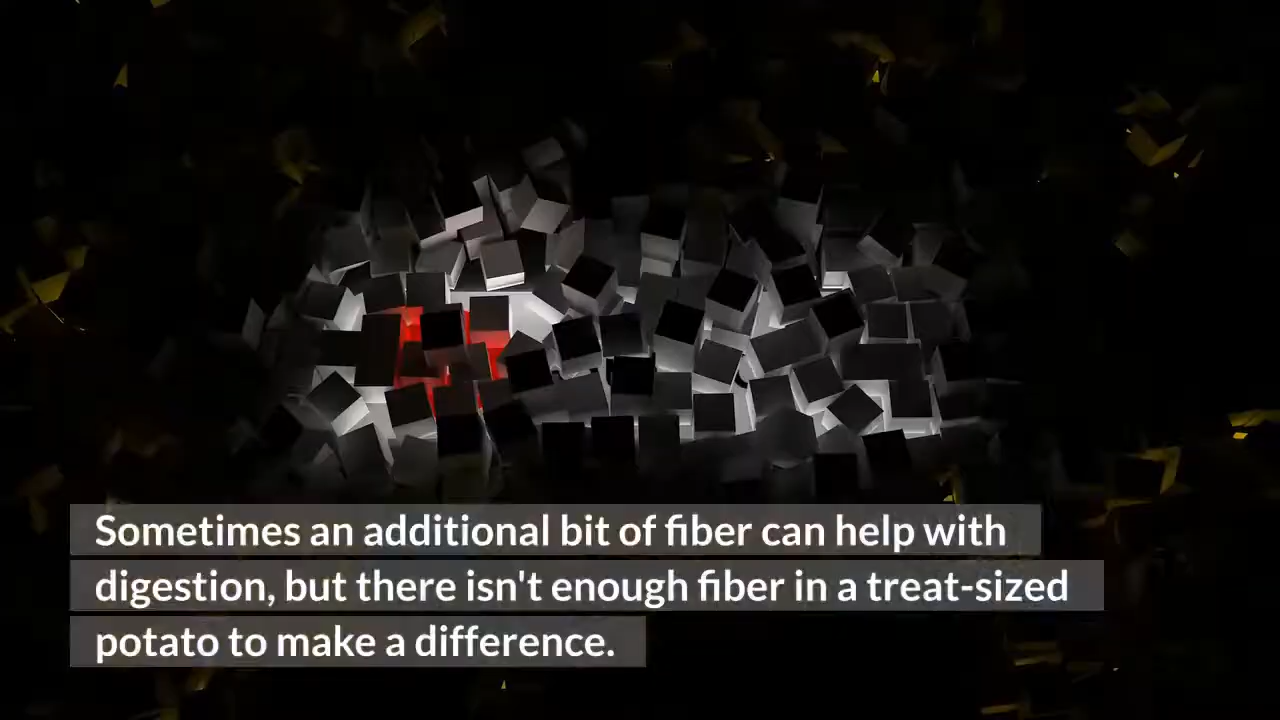 Sometimes an additional bit of fiber can help with
digestion, but there isn't enough fiber in a treat-sized
potato to make a difference.